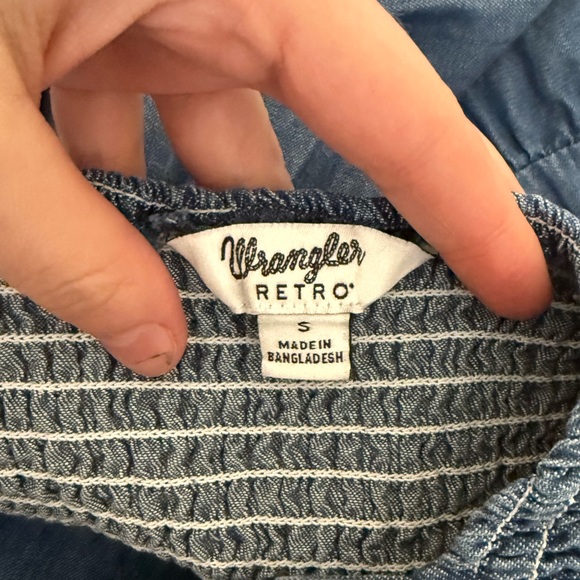 Wrangler
RETRO®
S
MADE IN
BANGLADESH